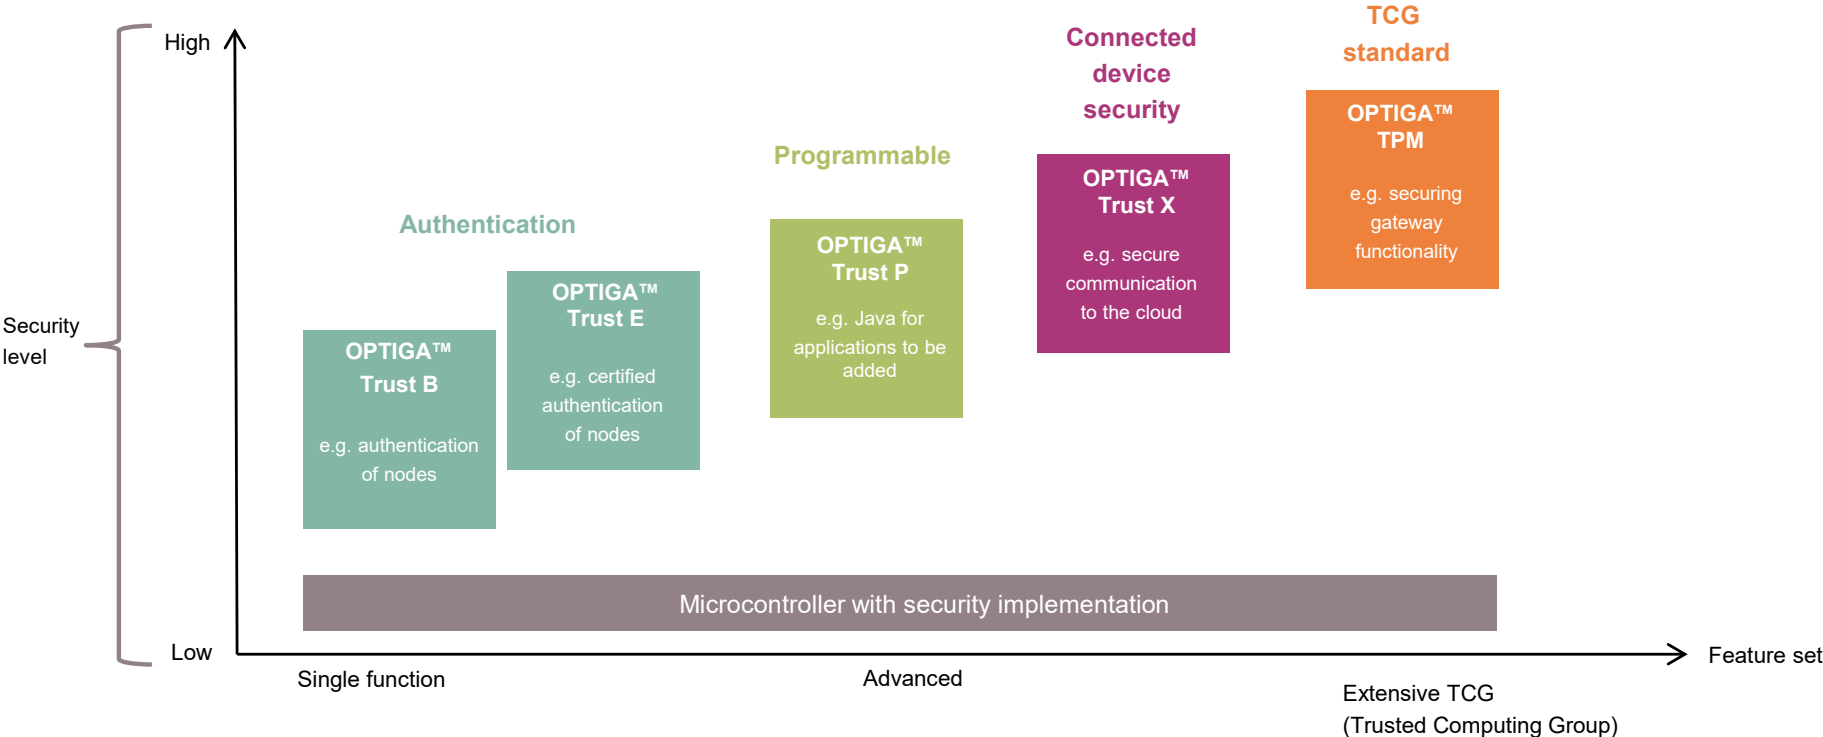 High
Security
level
Low
Authentication
OPTIGA™
Trust B
e.g. authentication
of nodes
OPTIGA™
Trust E
e.g. certified
authentication
of nodes
Programmable
OPTIGA™
Trust P
e.g. Java for
applications to be
added
Connected
device
security
OPTIGA™
Trust X
e.g. secure
communication
to the cloud
TCG
standard
OPTIGA™
TPM
e.g. securing
gateway
functionality
Microcontroller with security implementation
Single function
Advanced
Extensive TCG
(Trusted Computing Group)
Feature set